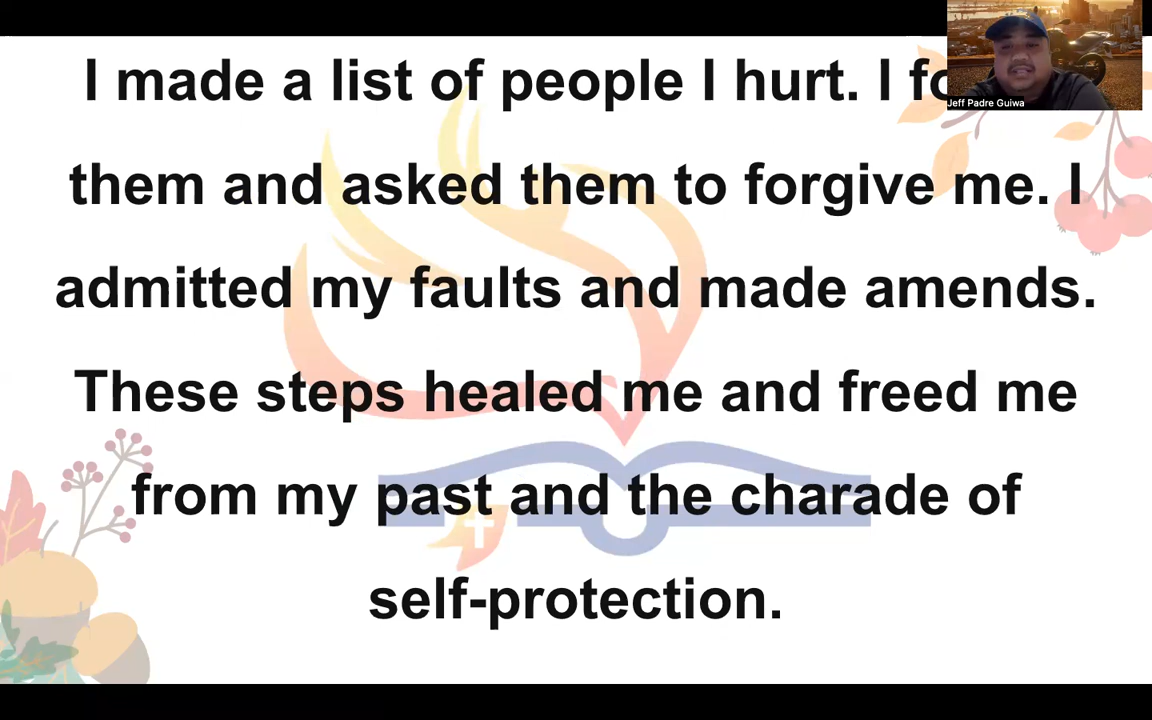 I made a list of people I hurt. I
them and asked them to forgive me. I
admitted my faults and made amends.
These steps healed me and freed me
from my past and the charade of
self-protection.
Jeff Padre Guiwa